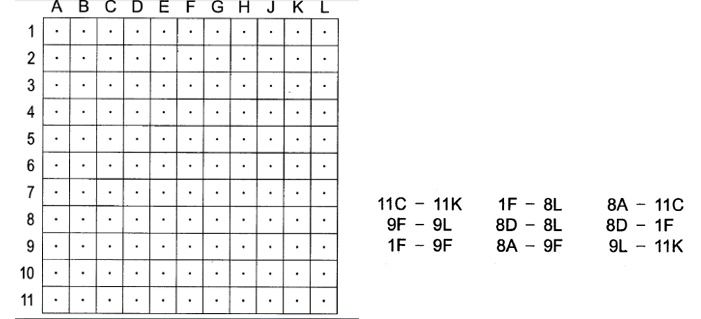 A B C D E F G H J K L
1
2
3
4
5
6
7
8
9
10
11
11C – 11K 1F – 8L 8A – 11C
9F – 9L 8D – 8L 8D – 1F
1F – 9F 8A – 9F 9L – 11K